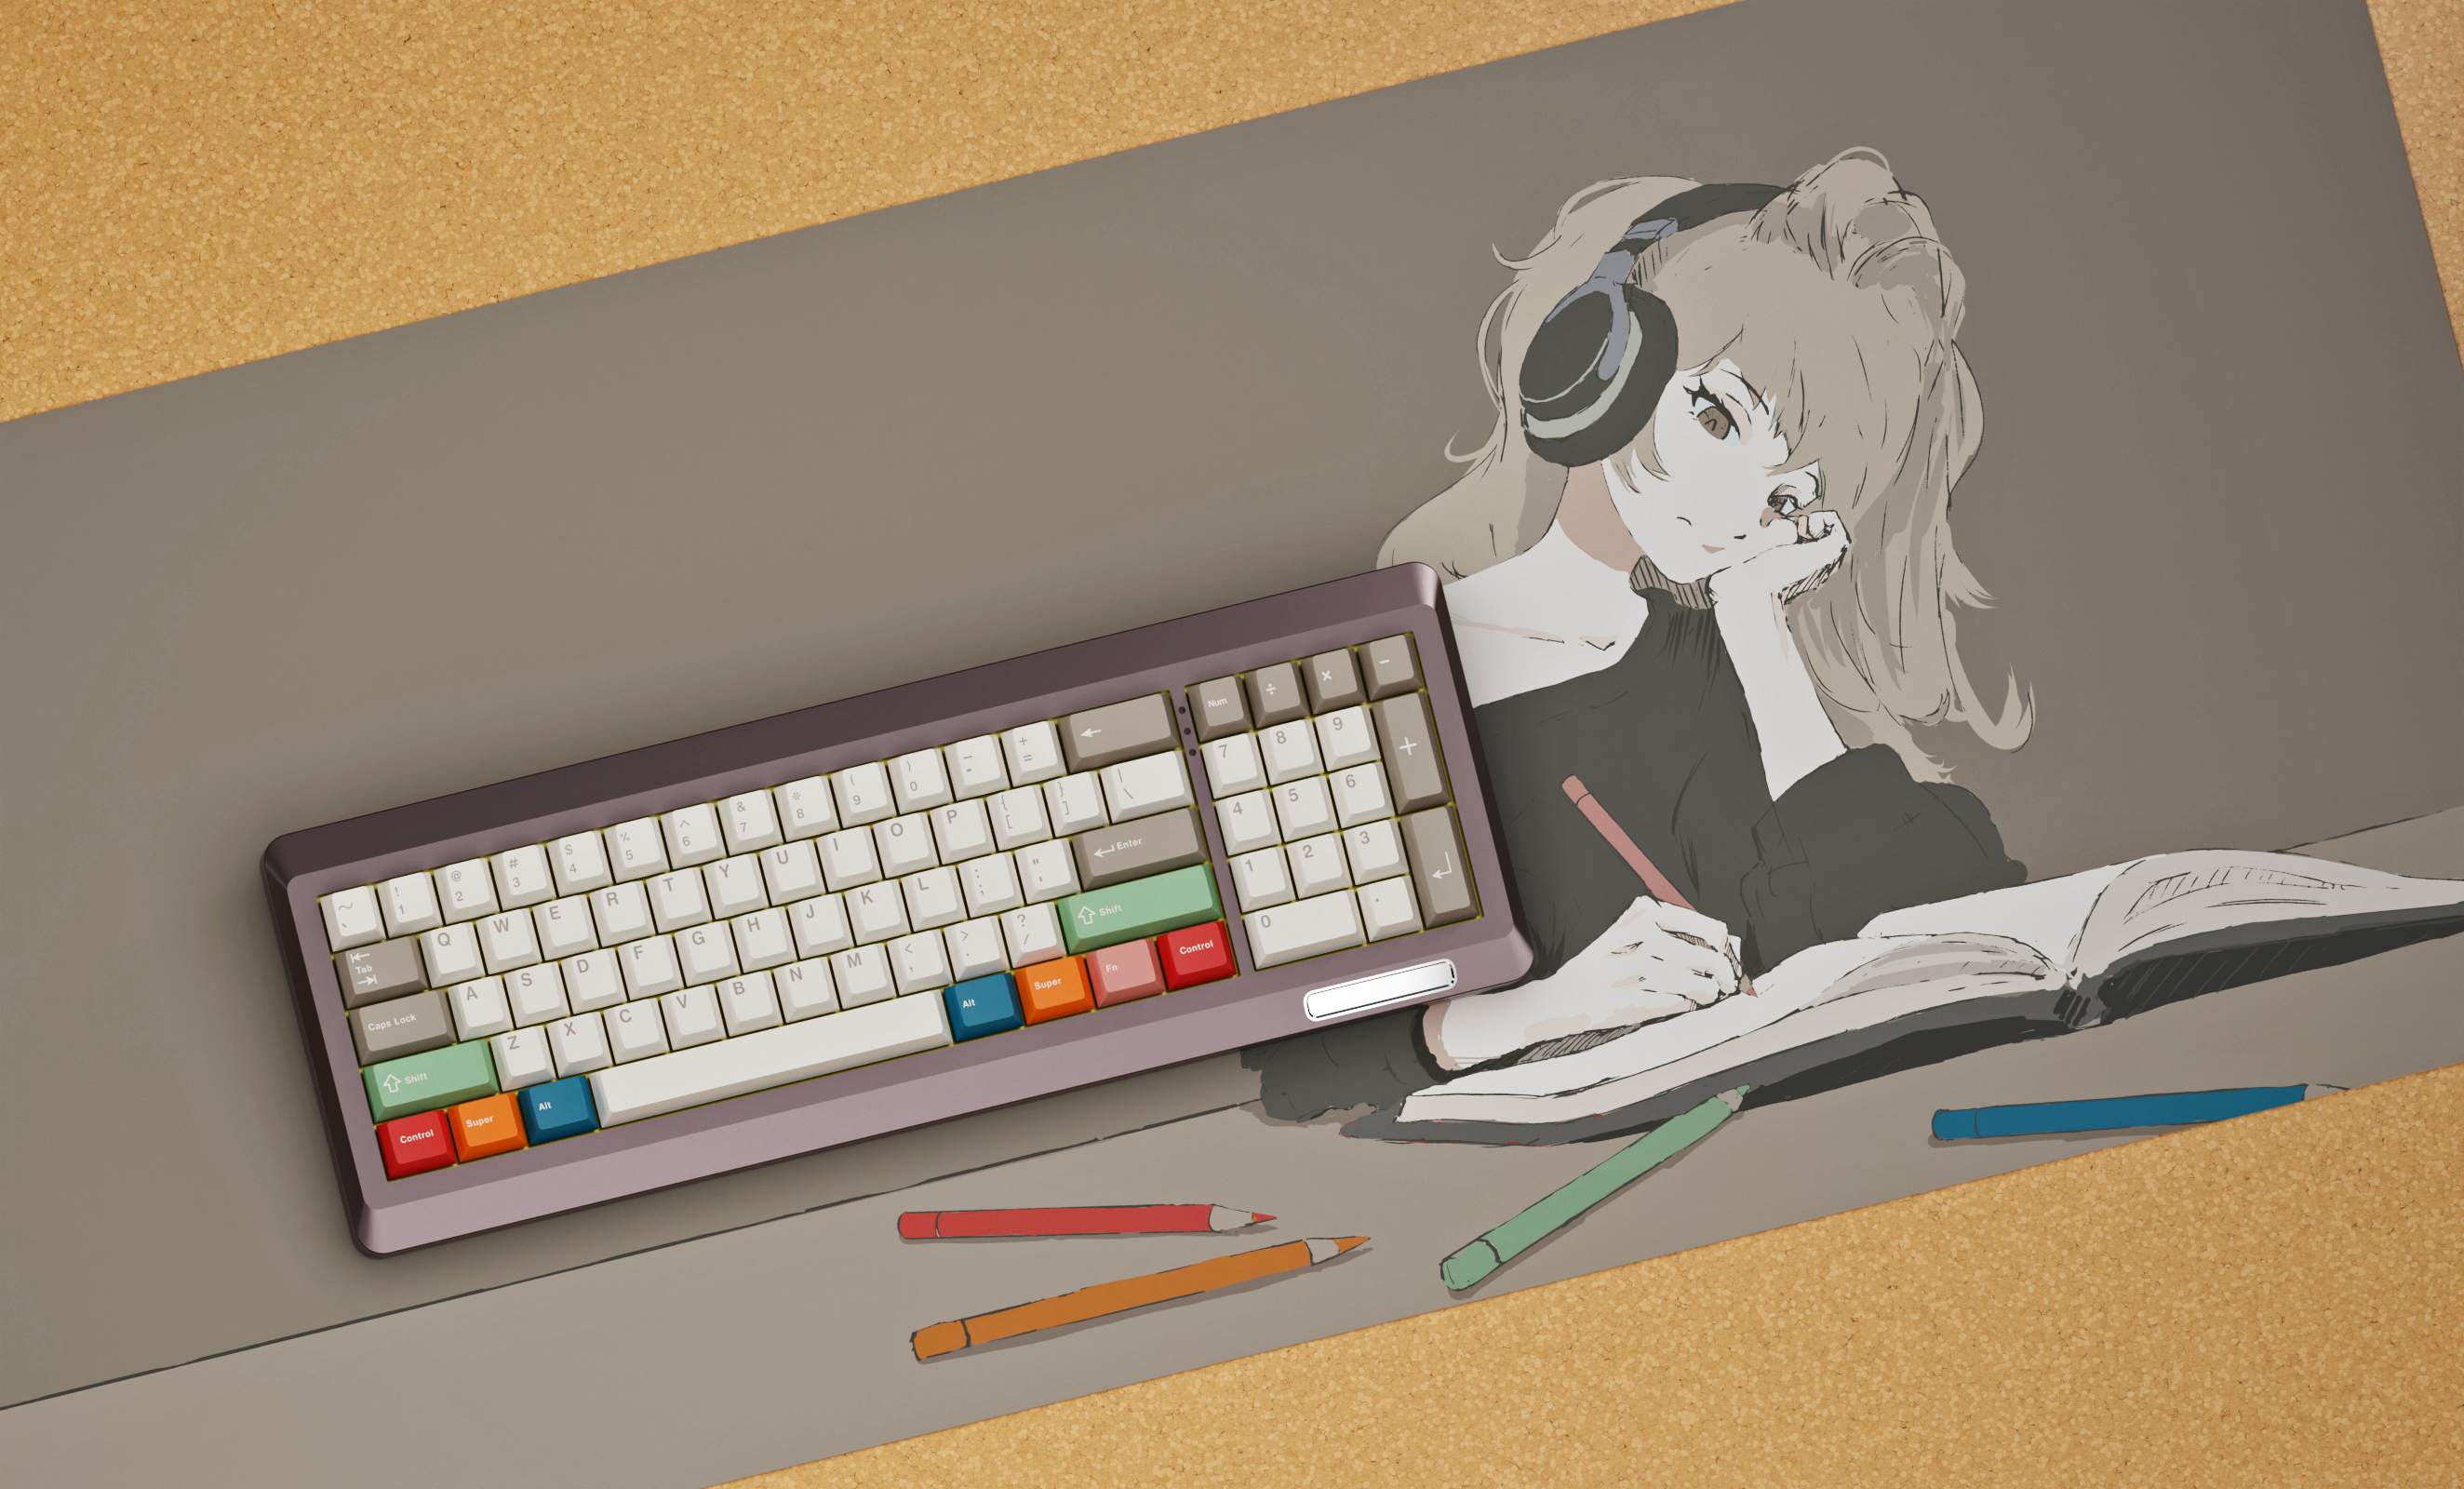 ~ ! @ # $ % ^ & * ( ) _ +
` 1 2 3 4 5 6 7 8 9 0 - = ←
Num ÷ × −
Tab Q W E R T Y U I O P { } |
[ ] \
7 8 9 +
Caps Lock A S D F G H J K L : " Enter
; '
4 5 6
Shift Z X C V B N M < > ? Shift
, . /
1 2 3
Control Super Alt Alt Super Fn Control
0 .